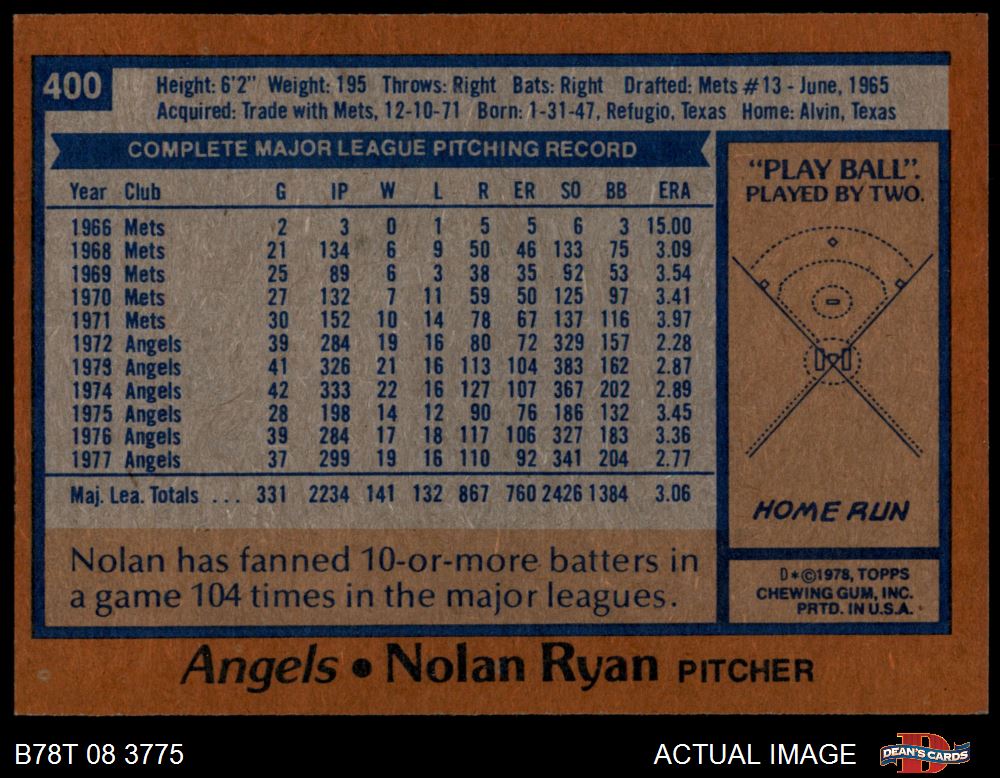 400
Height: 6'2" Weight: 195 Throws: Right Bats: Right Drafted: Mets #13 - June, 1965
Acquired: Trade with Mets, 12-10-71 Born: 1-31-47, Refugio, Texas Home: Alvin, Texas
COMPLETE MAJOR LEAGUE PITCHING RECORD
Year Club G IP W L R ER SO BB ERA
1966 Mets 2 3 0 1 5 5 6 3 15.00
1968 Mets 21 134 6 9 50 46 133 75 3.09
1969 Mets 25 89 6 3 38 35 92 53 3.54
1970 Mets 27 132 7 11 59 50 125 97 3.41
1971 Mets 30 152 10 14 78 67 137 116 3.97
1972 Angels 39 284 19 16 80 72 329 157 2.28
1973 Angels 41 326 21 16 113 104 383 162 2.87
1974 Angels 42 333 22 16 127 107 367 202 2.89
1975 Angels 28 198 14 12 90 76 186 132 3.45
1976 Angels 39 284 17 18 117 106 327 183 3.36
1977 Angels 37 299 19 16 110 92 341 204 2.77
Maj. Lea. Totals ... 331 2234 141 132 867 760 2426 1384 3.06
Nolan has fanned 10-or-more batters in
a game 104 times in the major leagues.
"PLAY BALL".
PLAYED BY TWO.
HOME RUN
D*©1978, TOPPS
CHEWING GUM, INC.
PRTD. IN U.S.A.
Angels • Nolan Ryan PITCHER
B78T 08 3775
ACTUAL IMAGE
D
DEAN'S CARDS